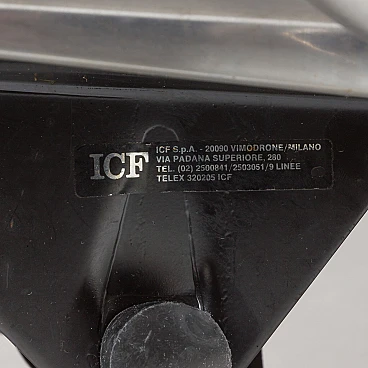 ICF
ICF S.p.A. - 20090 VIMODRONE/MILANO
VIA PADANA SUPERIORE, 280
TEL. (02) 2500841/2503051/9 LINEE
TELEX 320205 ICF